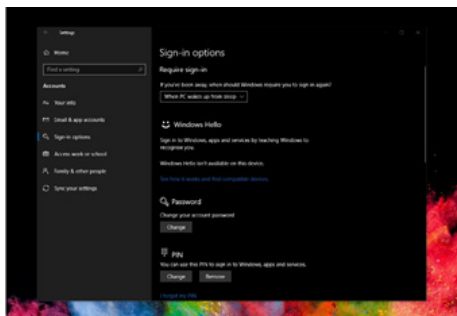 Settings
Home
Find a setting
Accounts
Your info
Email & app accounts
Sign-in options
Access work or school
Family & other people
Sync your settings
Sign-in options
Require sign-in
If you've been away, when should Windows require you to sign in again?
When PC wakes up from sleep
Windows Hello
Sign in to Windows, apps and services by teaching Windows to
recognise you.
Windows Hello isn't available on this device.
See how it works and find compatible devices.
Password
Change your account password
Change
PIN
You can use this PIN to sign in to Windows, apps and services.
Change Remove
I forgot my PIN